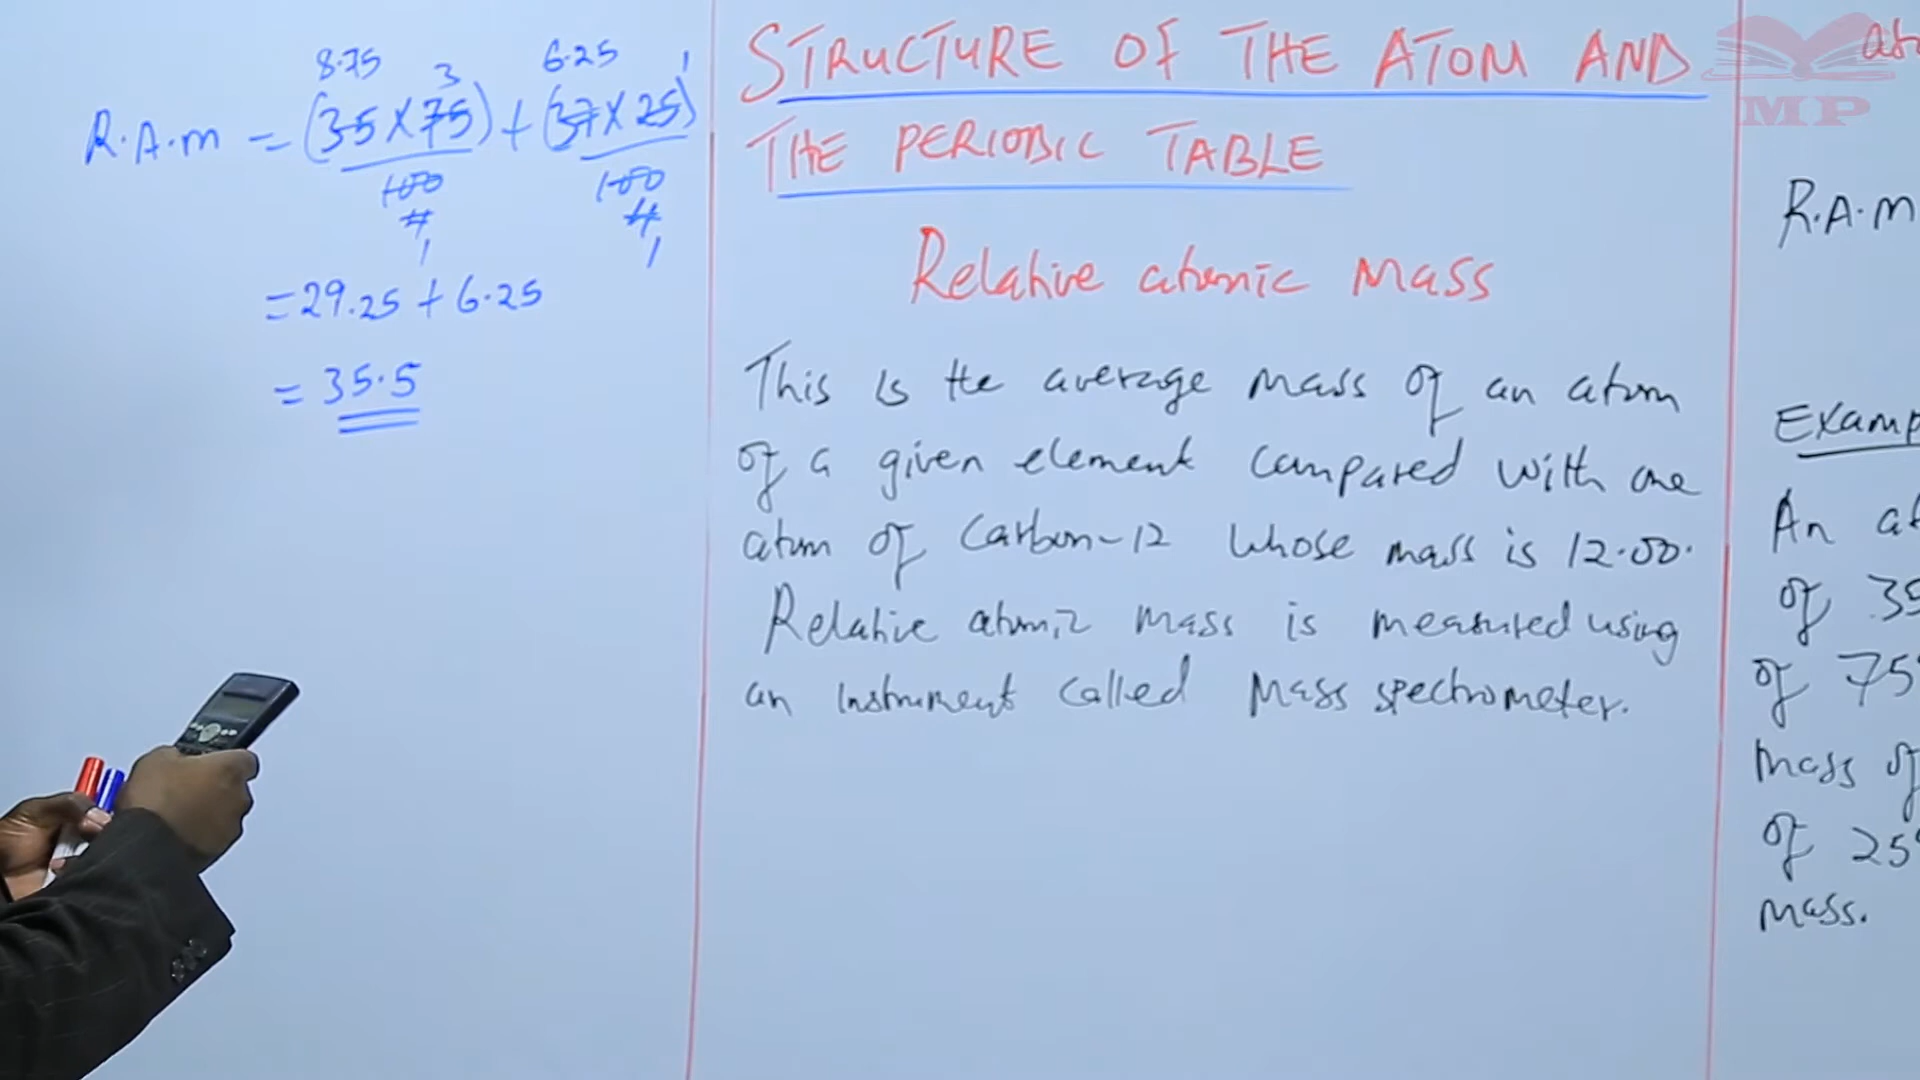 8.75 3 6.25 1
R.A.m = (35 X 75) + (37 X 25)
100 100
4 4
1 1
= 29.25 + 6.25
= 35.5
STRUCTURE OF THE ATOM AND
THE PERIODIC TABLE
Relative atomic Mass
This is the average mass of an atom
of a given element compared with one
atom of Carbon-12 whose mass is 12.00.
Relative atomic mass is measured using
an instrument called Mass spectrometer.
MP
R.A.M
Examp
An at
of 35
of 75
mass of
of 25
mass.